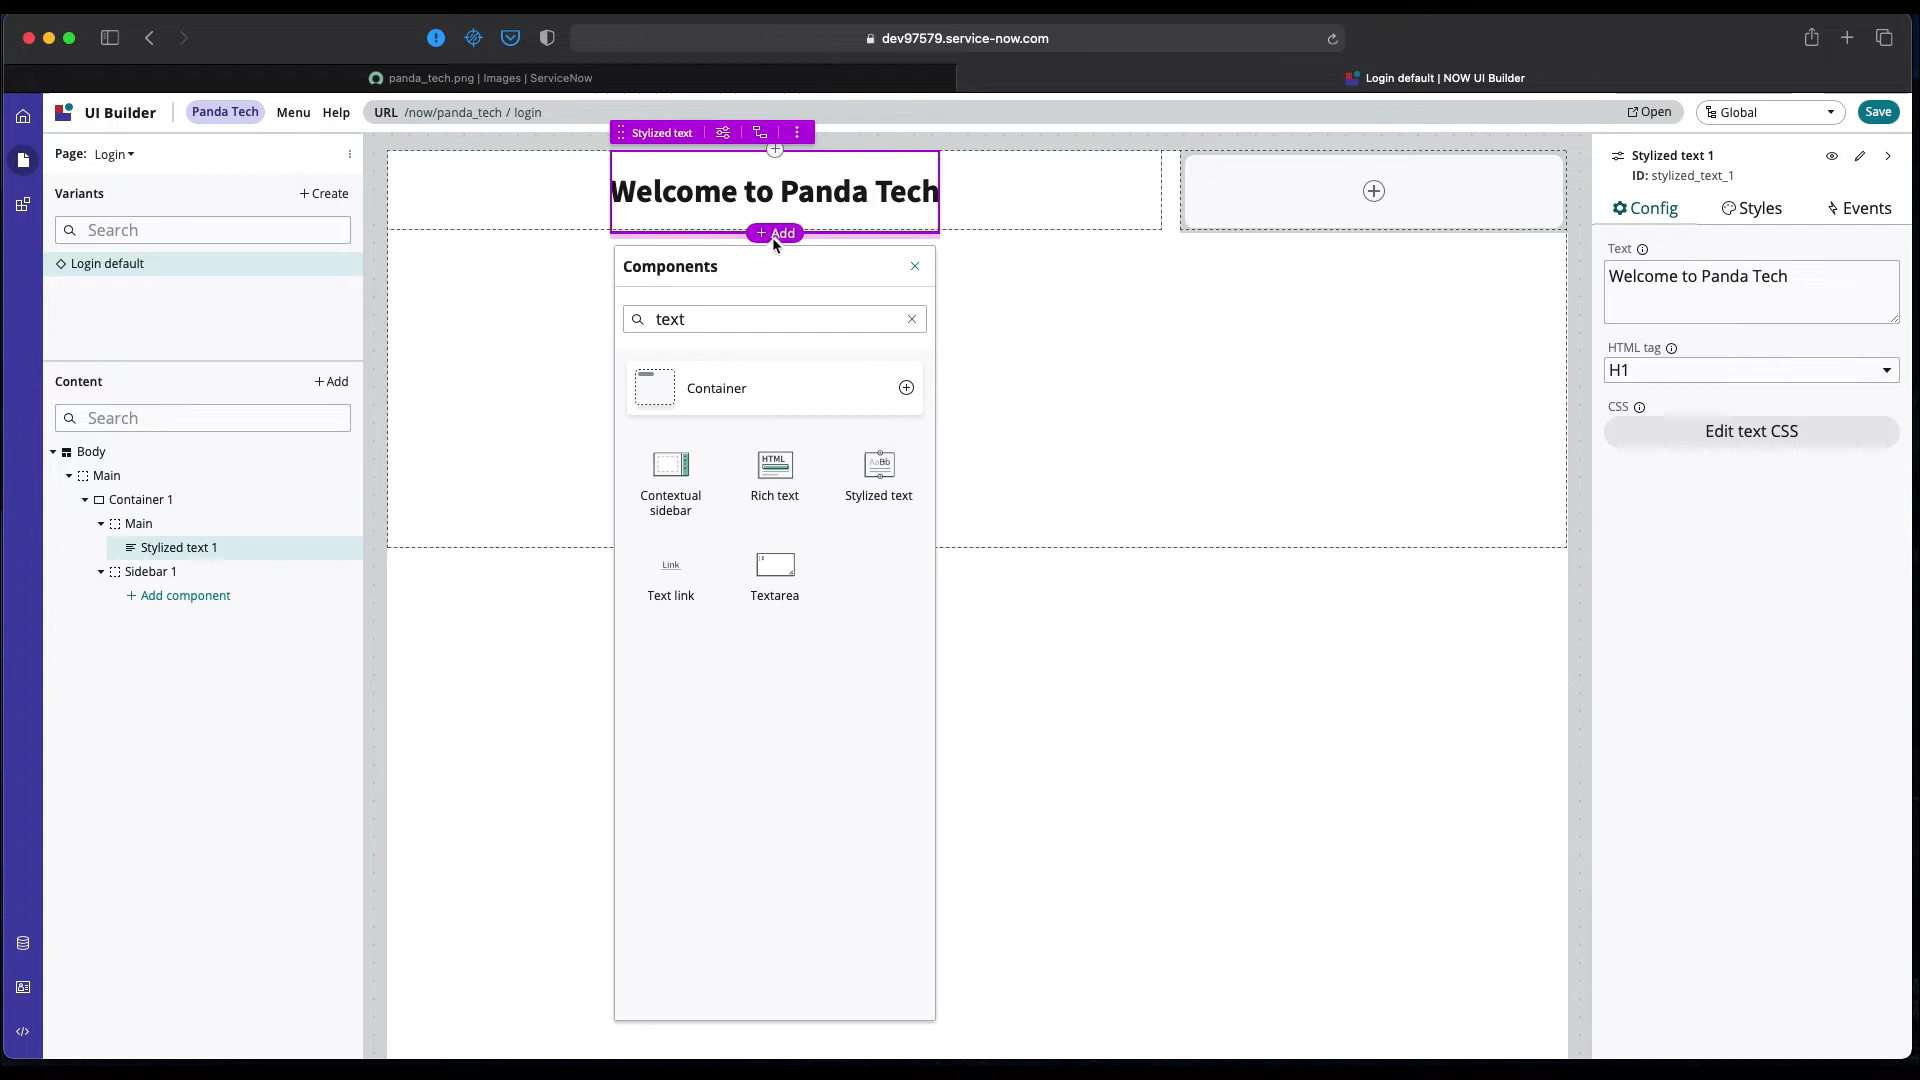 dev97579.service-now.com
panda_tech.png | Images | ServiceNow
Login default | NOW UI Builder
UI Builder
Panda Tech
Menu
Help
URL /now/panda_tech / login
Open
Global
Save
Page: Login
Variants
Create
Search
Login default
Content
Add
Search
Body
Main
Container 1
Main
Stylized text 1
Sidebar 1
Add component
Stylized text
Welcome to Panda Tech
Add
Components
text
Container
Contextual
sidebar
HTML
Rich text
AaBb
Stylized text
Link
Text link
Textarea
Stylized text 1
ID: stylized_text_1
Config
Styles
Events
Text
Welcome to Panda Tech
HTML tag
H1
CSS
Edit text CSS